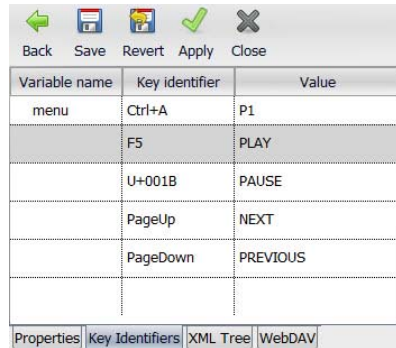 Back Save Revert Apply Close
Variable name Key identifier Value
menu Ctrl+A P1
F5 PLAY
U+001B PAUSE
PageUp NEXT
PageDown PREVIOUS
Properties Key Identifiers XML Tree WebDAV